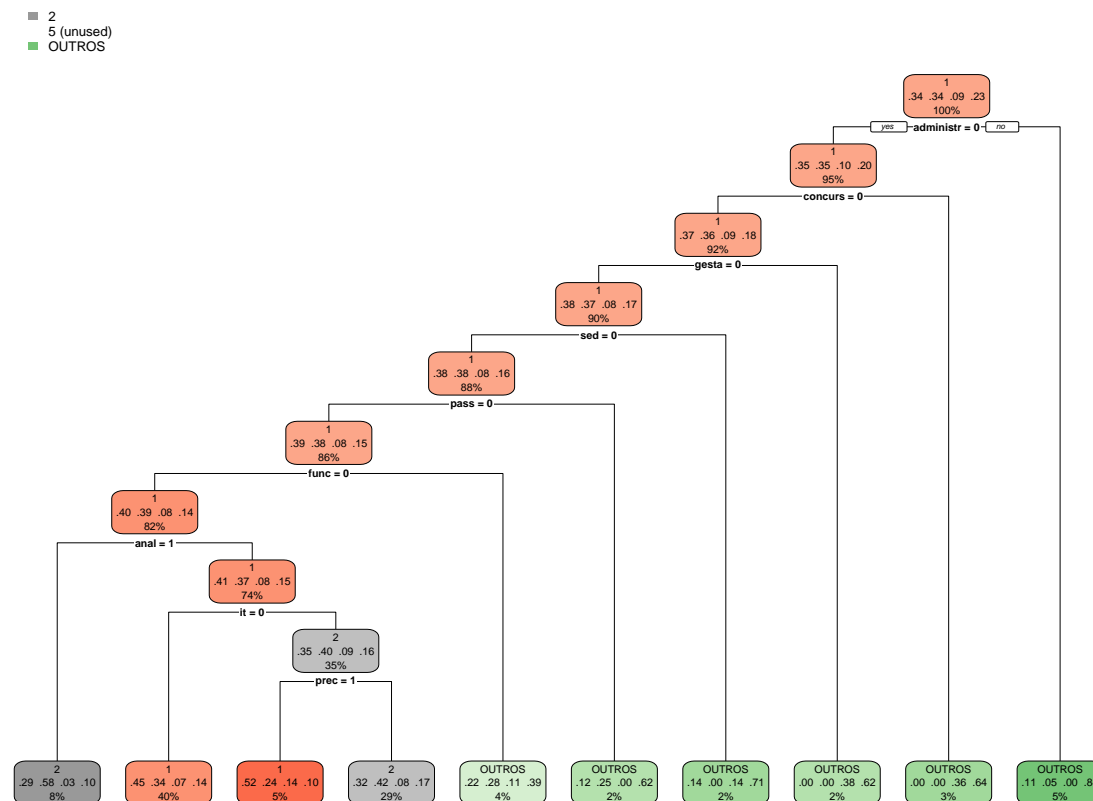 2
5 (unused)
OUTROS
1
.34 .34 .09 .23
100%
yes administr = 0 no
1
.35 .35 .10 .20
95%
concurs = 0
1
.37 .36 .09 .18
92%
gesta = 0
1
.38 .37 .08 .17
90%
sed = 0
1
.38 .38 .08 .16
88%
pass = 0
1
.39 .38 .08 .15
86%
func = 0
1
.40 .39 .08 .14
82%
anal = 1
1
.41 .37 .08 .15
74%
it = 0
2
.35 .40 .09 .16
35%
prec = 1
2
.29 .58 .03 .10
8%
1
.45 .34 .07 .14
40%
1
.52 .24 .14 .10
5%
2
.32 .42 .08 .17
29%
OUTROS
.22 .28 .11 .39
4%
OUTROS
.12 .25 .00 .62
2%
OUTROS
.14 .00 .14 .71
2%
OUTROS
.00 .00 .38 .62
2%
OUTROS
.00 .00 .36 .64
3%
OUTROS
.11 .05 .00 .8
5%